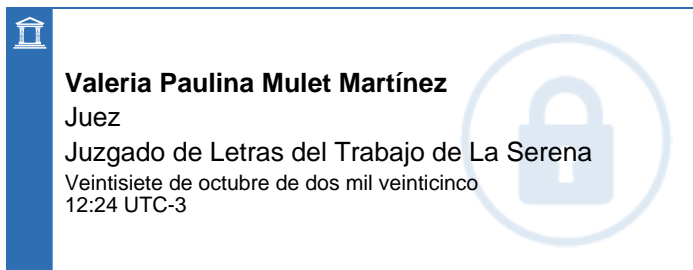 Valeria Paulina Mulet Martínez
Juez
Juzgado de Letras del Trabajo de La Serena
Veintisiete de octubre de dos mil veinticinco
12:24 UTC-3